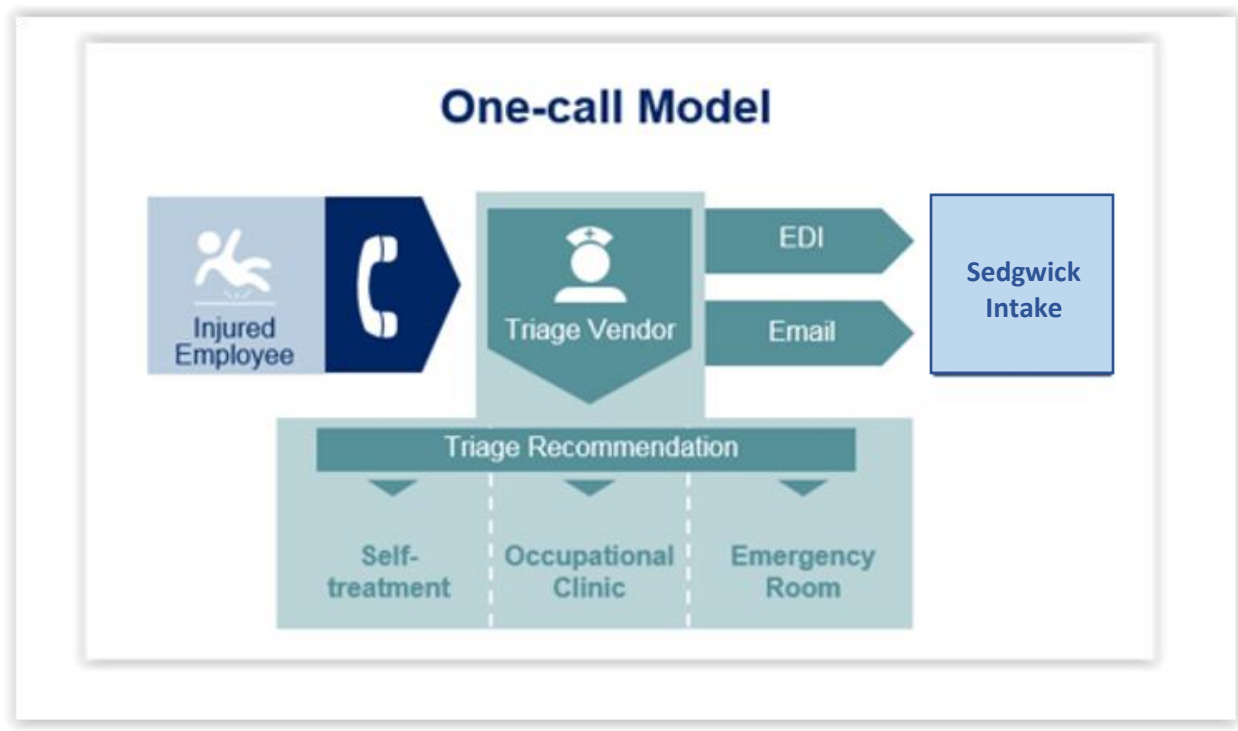 One-call Model
Injured
Employee
Triage Vendor
EDI
Email
Sedgwick
Intake
Triage Recommendation
Self-
treatment
Occupational
Clinic
Emergency
Room